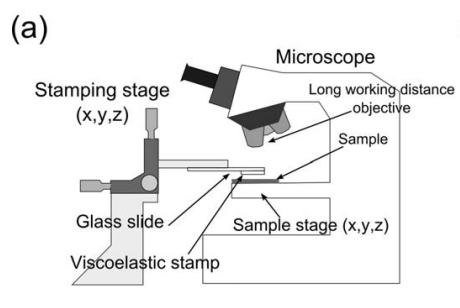 (a)
Microscope
Stamping stage
(x,y,z)
Long working distance
objective
Sample
Glass slide
Sample stage (x,y,z)
Viscoelastic stamp